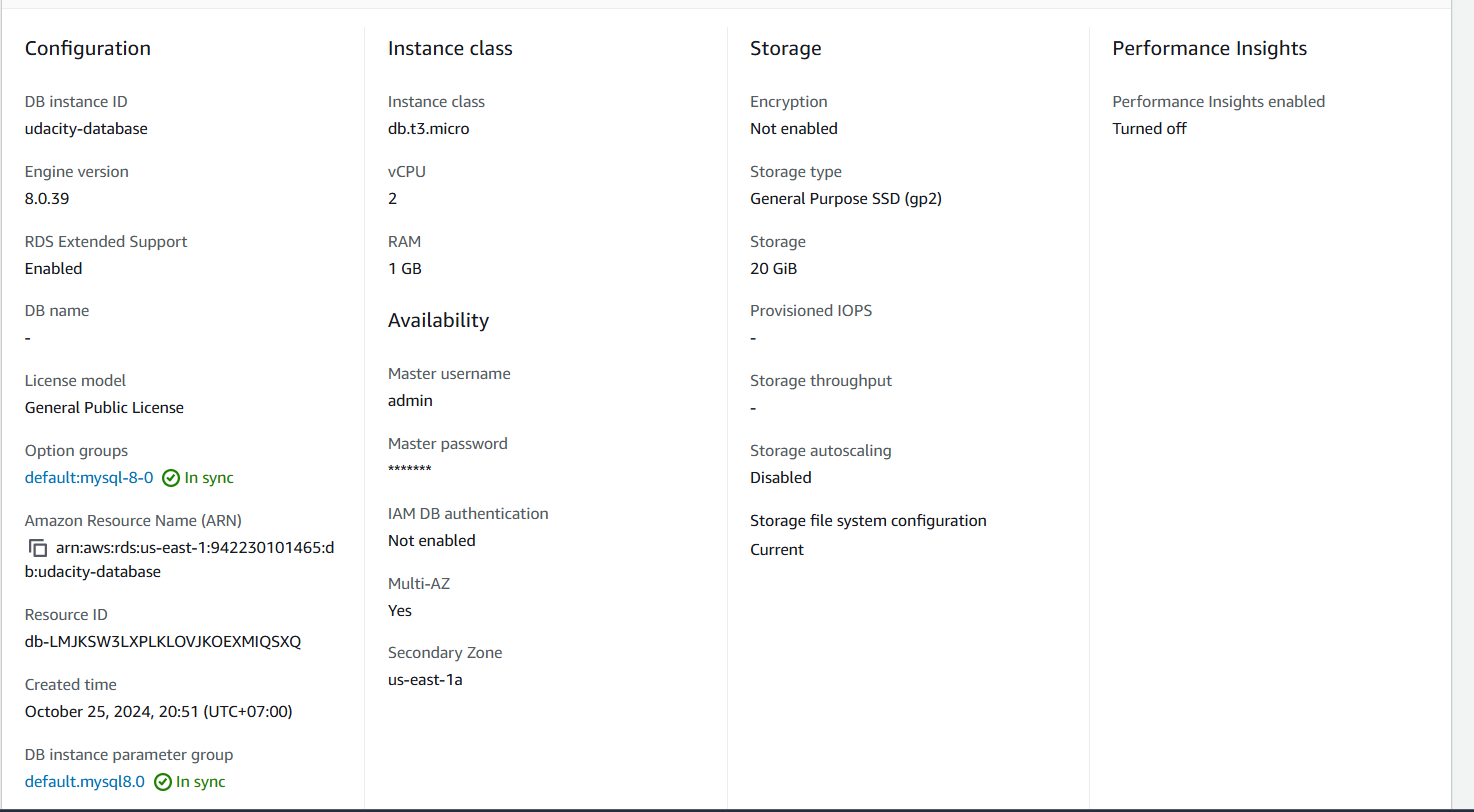 Configuration
DB instance ID
udacity-database
Engine version
8.0.39
RDS Extended Support
Enabled
DB name
-
License model
General Public License
Option groups
default:mysql-8-0 In sync
Amazon Resource Name (ARN)
arn:aws:rds:us-east-1:942230101465:d
b:udacity-database
Resource ID
db-LMJKSW3LXPLKLOVJKOEXMIQSXQ
Created time
October 25, 2024, 20:51 (UTC+07:00)
DB instance parameter group
default.mysql8.0 In sync
Instance class
Instance class
db.t3.micro
vCPU
2
RAM
1 GB
Availability
Master username
admin
Master password
*******
IAM DB authentication
Not enabled
Multi-AZ
Yes
Secondary Zone
us-east-1a
Storage
Encryption
Not enabled
Storage type
General Purpose SSD (gp2)
Storage
20 GiB
Provisioned IOPS
-
Storage throughput
-
Storage autoscaling
Disabled
Storage file system configuration
Current
Performance Insights
Performance Insights enabled
Turned off